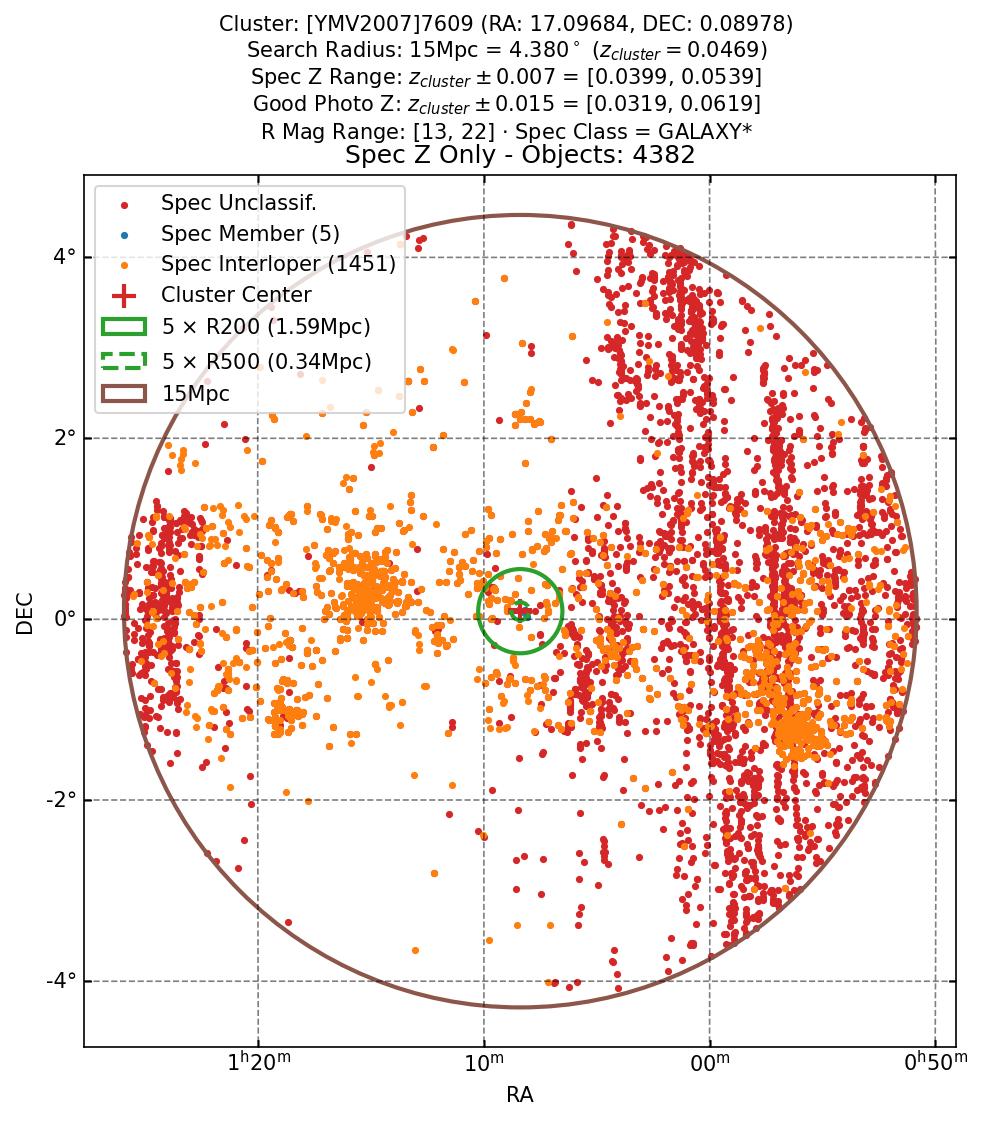 Cluster: [YMV2007]7609 (RA: 17.09684, DEC: 0.08978)
Search Radius: 15Mpc = 4.380° (z_cluster = 0.0469)
Spec Z Range: z_cluster ± 0.007 = [0.0399, 0.0539]
Good Photo Z: z_cluster ± 0.015 = [0.0319, 0.0619]
R Mag Range: [13, 22] · Spec Class = GALAXY*
Spec Z Only - Objects: 4382
Spec Unclassif.
Spec Member (5)
Spec Interloper (1451)
Cluster Center
5 × R200 (1.59Mpc)
5 × R500 (0.34Mpc)
15Mpc
4°
2°
0°
-2°
-4°
DEC
1h20m
10m
00m
0h50m
RA